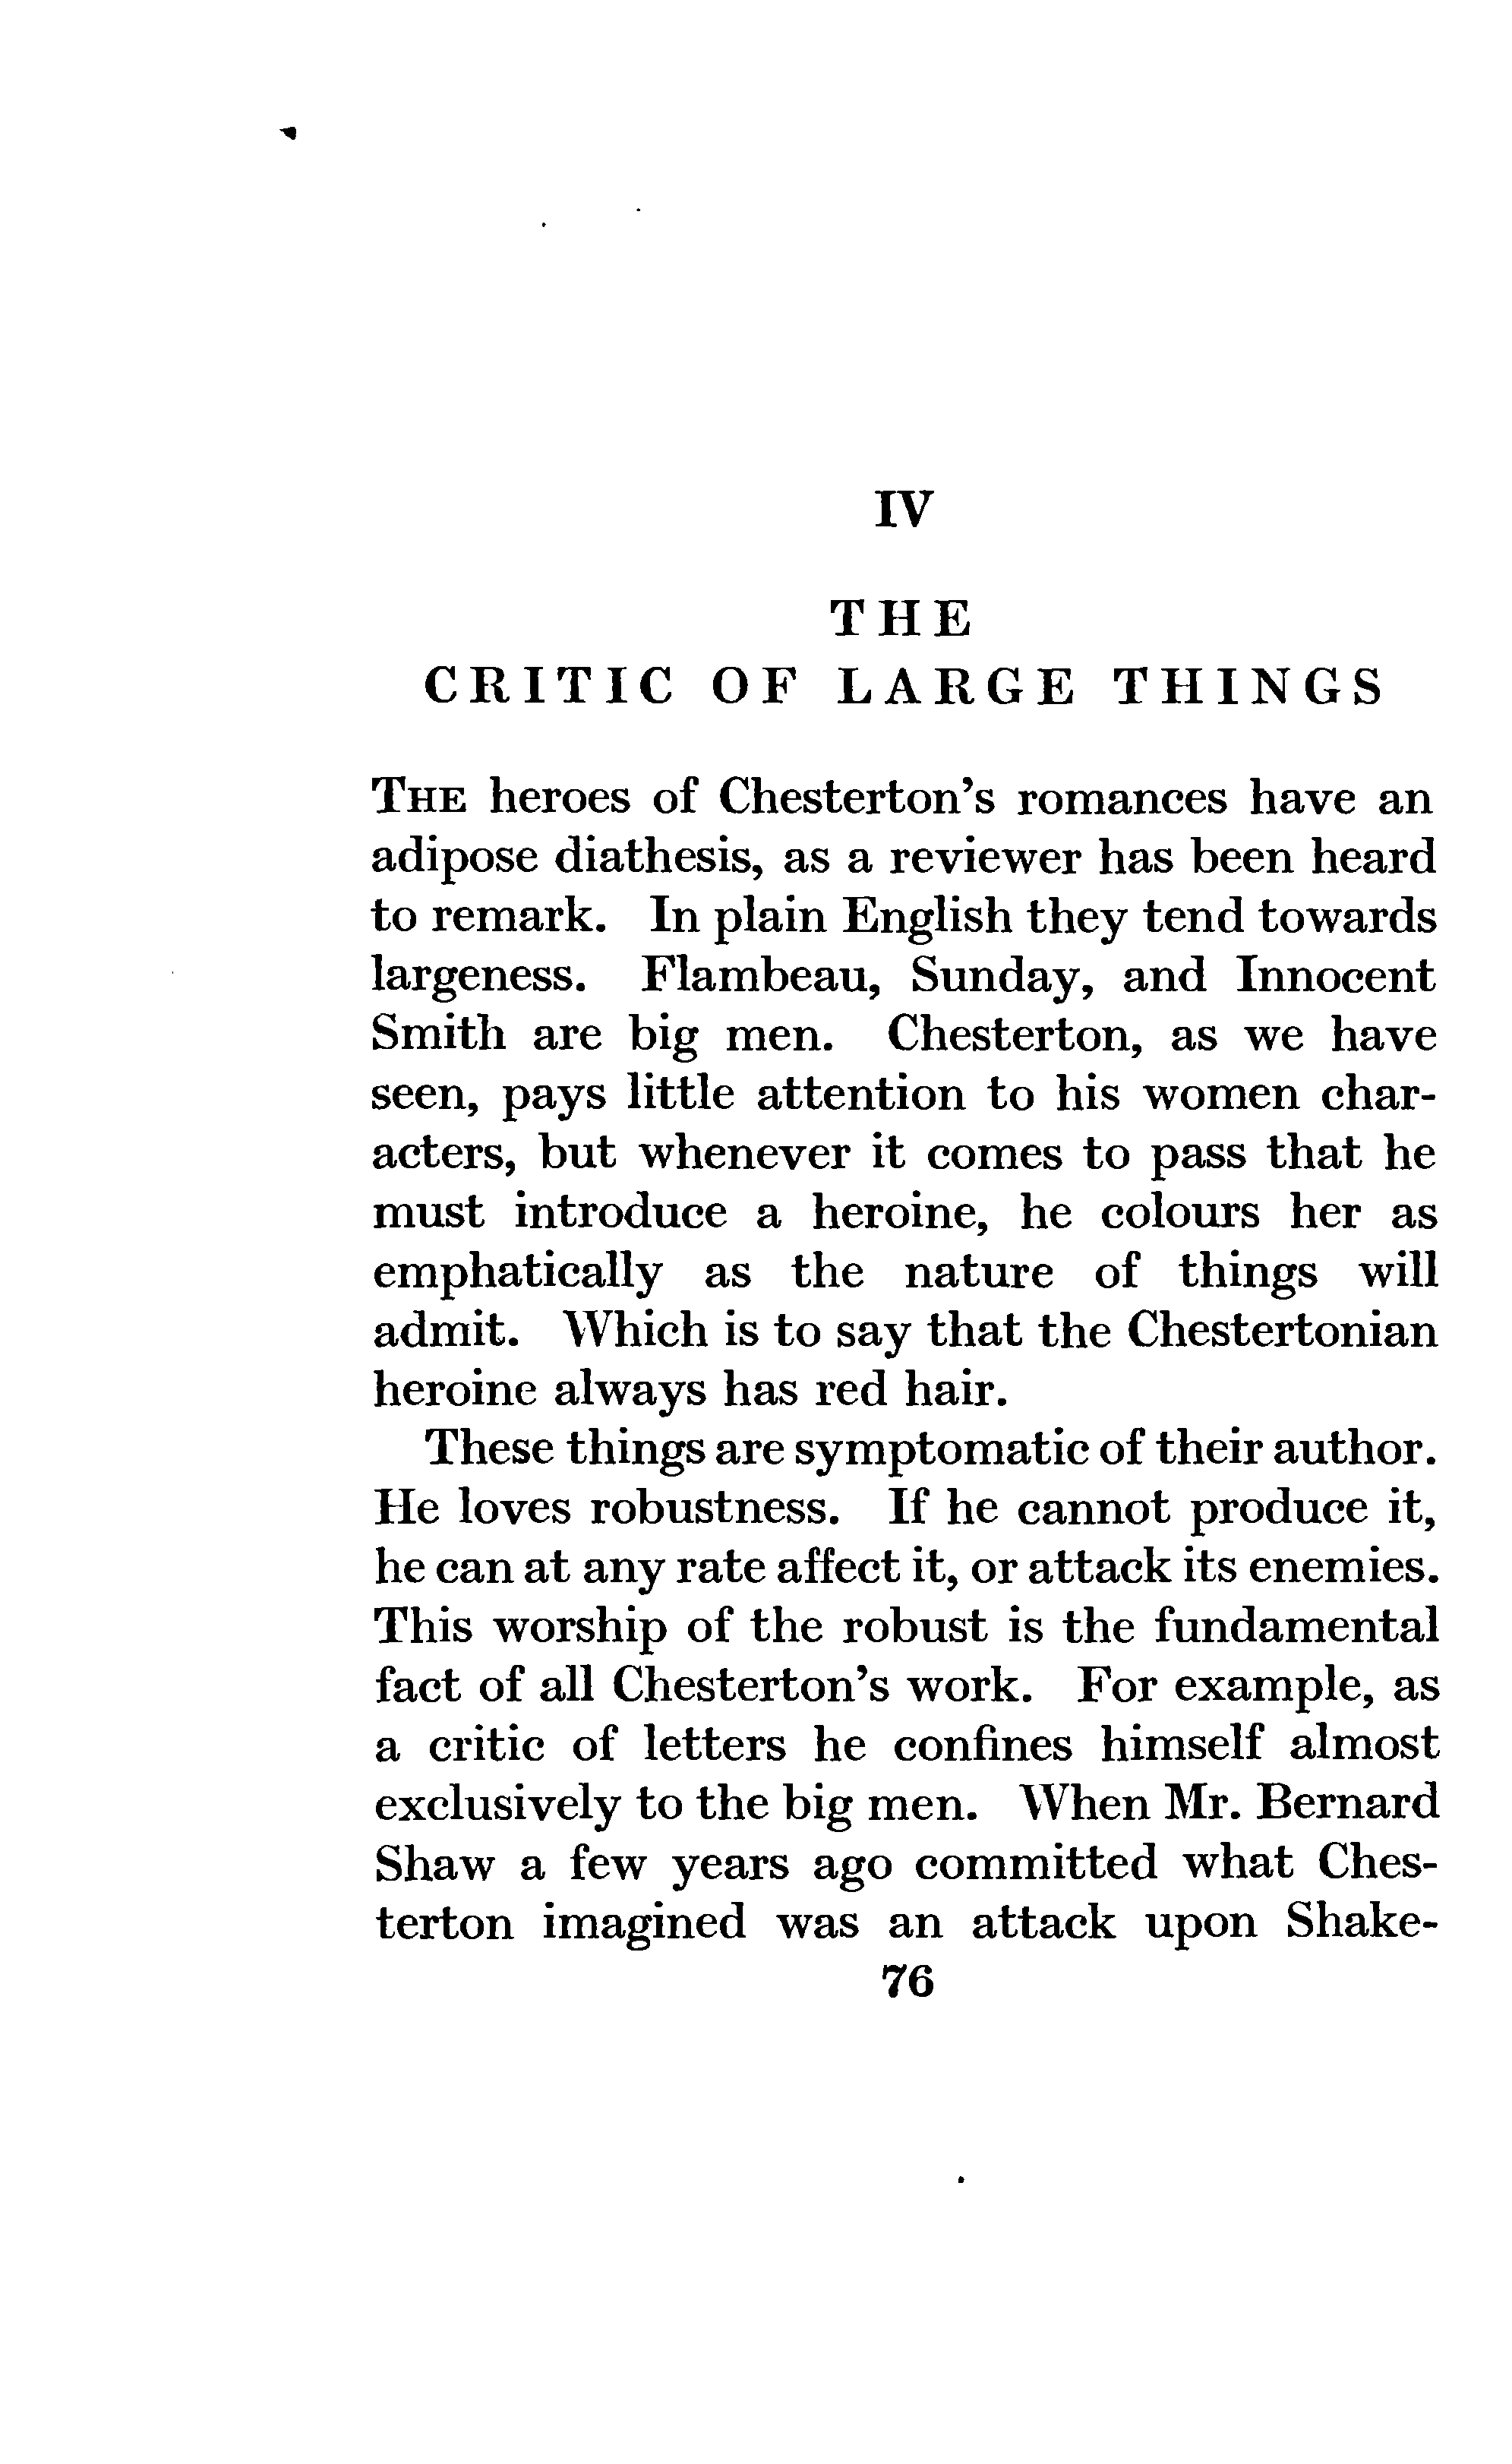 IV
THE
CRITIC OF LARGE THINGS
THE heroes of Chesterton's romances have an
adipose diathesis, as a reviewer has been heard
to remark. In plain English they tend towards
largeness. Flambeau, Sunday, and Innocent
Smith are big men. Chesterton, as we have
seen, pays little attention to his women char-
acters, but whenever it comes to pass that he
must introduce a heroine, he colours her as
emphatically as the nature of things will
admit. Which is to say that the Chestertonian
heroine always has red hair.
These things are symptomatic of their author.
He loves robustness. If he cannot produce it,
he can at any rate affect it, or attack its enemies.
This worship of the robust is the fundamental
fact of all Chesterton's work. For example, as
a critic of letters he confines himself almost
exclusively to the big men. When Mr. Bernard
Shaw a few years ago committed what Ches-
terton imagined was an attack upon Shake-
76